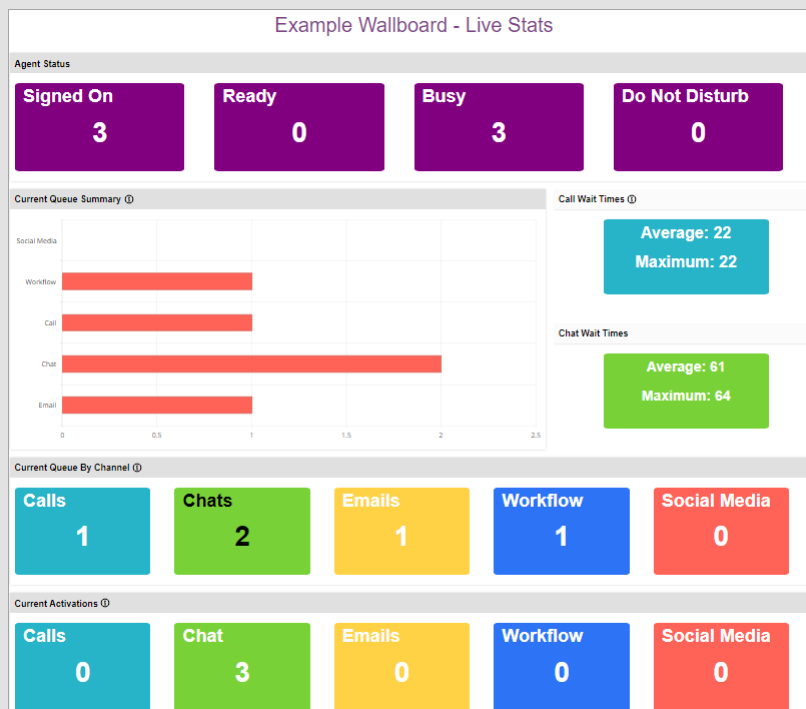 Example Wallboard - Live Stats
Agent Status
Signed On
3
Ready
0
Busy
3
Do Not Disturb
0
Current Queue Summary
Social Media
Workflow
Call
Chat
Email
0 0.5 1 1.5 2 2.5
Call Wait Times
Average: 22
Maximum: 22
Chat Wait Times
Average: 61
Maximum: 64
Current Queue By Channel
Calls
1
Chats
2
Emails
1
Workflow
1
Social Media
0
Current Activations
Calls
0
Chat
3
Emails
0
Workflow
0
Social Media
0